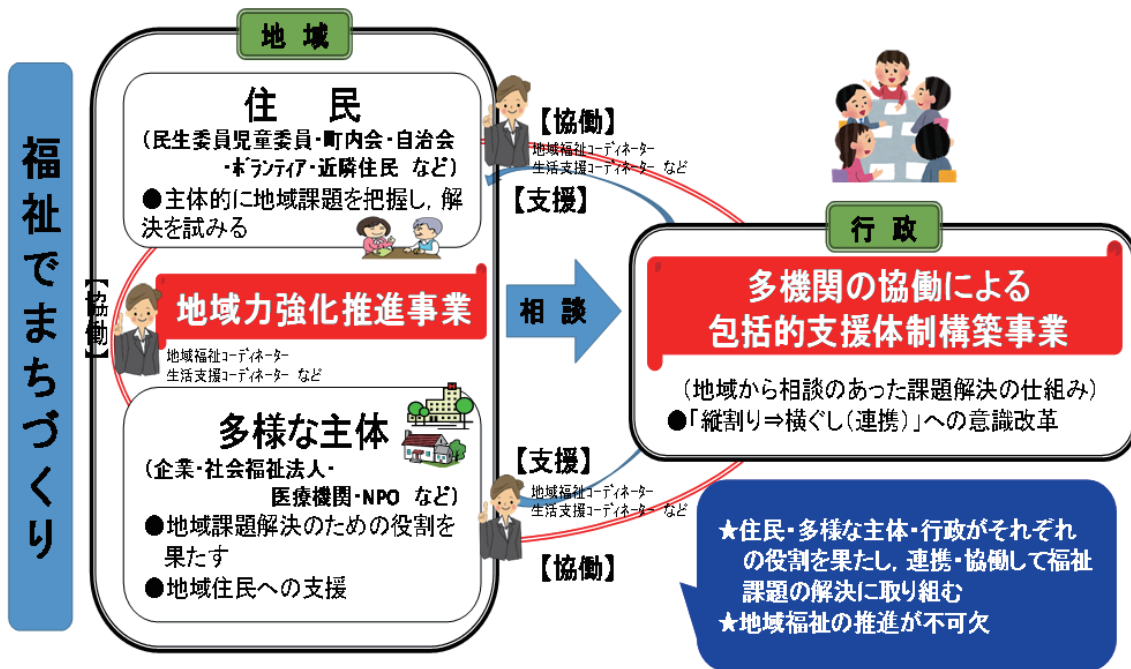 福祉でまちづくり
地 域
住　民
（民生委員児童委員・町内会・自治会
・ボランティア・近隣住民 など）
●主体的に地域課題を把握し，解
決を試みる
【協働】
地域力強化推進事業
地域福祉ｺｰﾃﾞｨﾈｰﾀｰ
生活支援ｺｰﾃﾞｨﾈｰﾀｰ など
多様な主体
（企業・社会福祉法人・
医療機関・NPO など）
●地域課題解決のための役割を
果たす
●地域住民への支援
【協働】
地域福祉ｺｰﾃﾞｨﾈｰﾀｰ
生活支援ｺｰﾃﾞｨﾈｰﾀｰ など
【支援】
相 談
【支援】
地域福祉ｺｰﾃﾞｨﾈｰﾀｰ
生活支援ｺｰﾃﾞｨﾈｰﾀｰ など
【協働】
行 政
多機関の協働による
包括的支援体制構築事業
（地域から相談のあった課題解決の仕組み）
●「縦割り⇒横ぐし（連携）」への意識改革
★住民・多様な主体・行政がそれぞれ
の役割を果たし，連携・協働して福祉
課題の解決に取り組む
★地域福祉の推進が不可欠